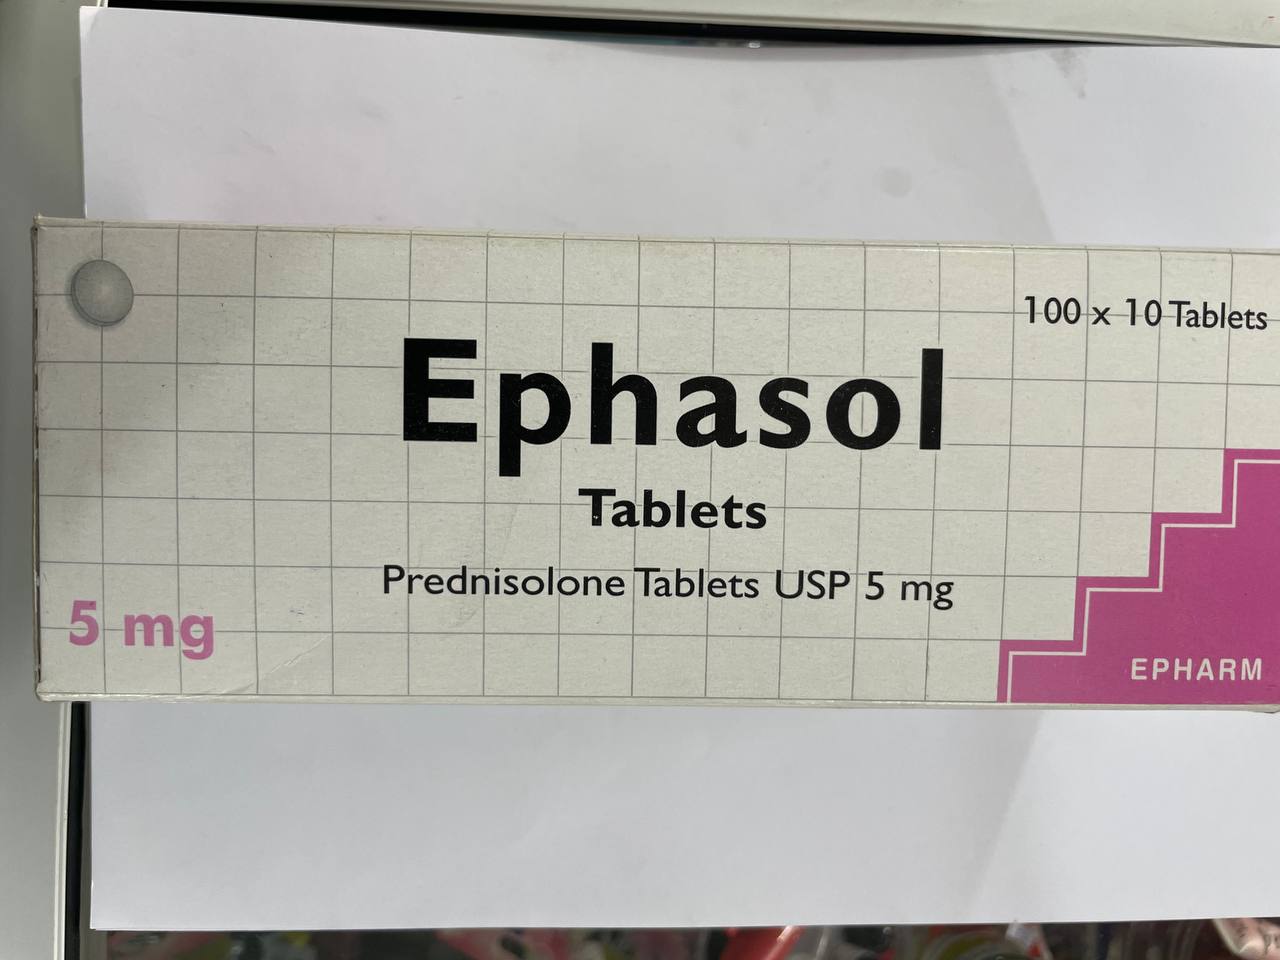 100 x 10 Tablets
Ephasol
Tablets
Prednisolone Tablets USP 5 mg
5 mg
EPHARM